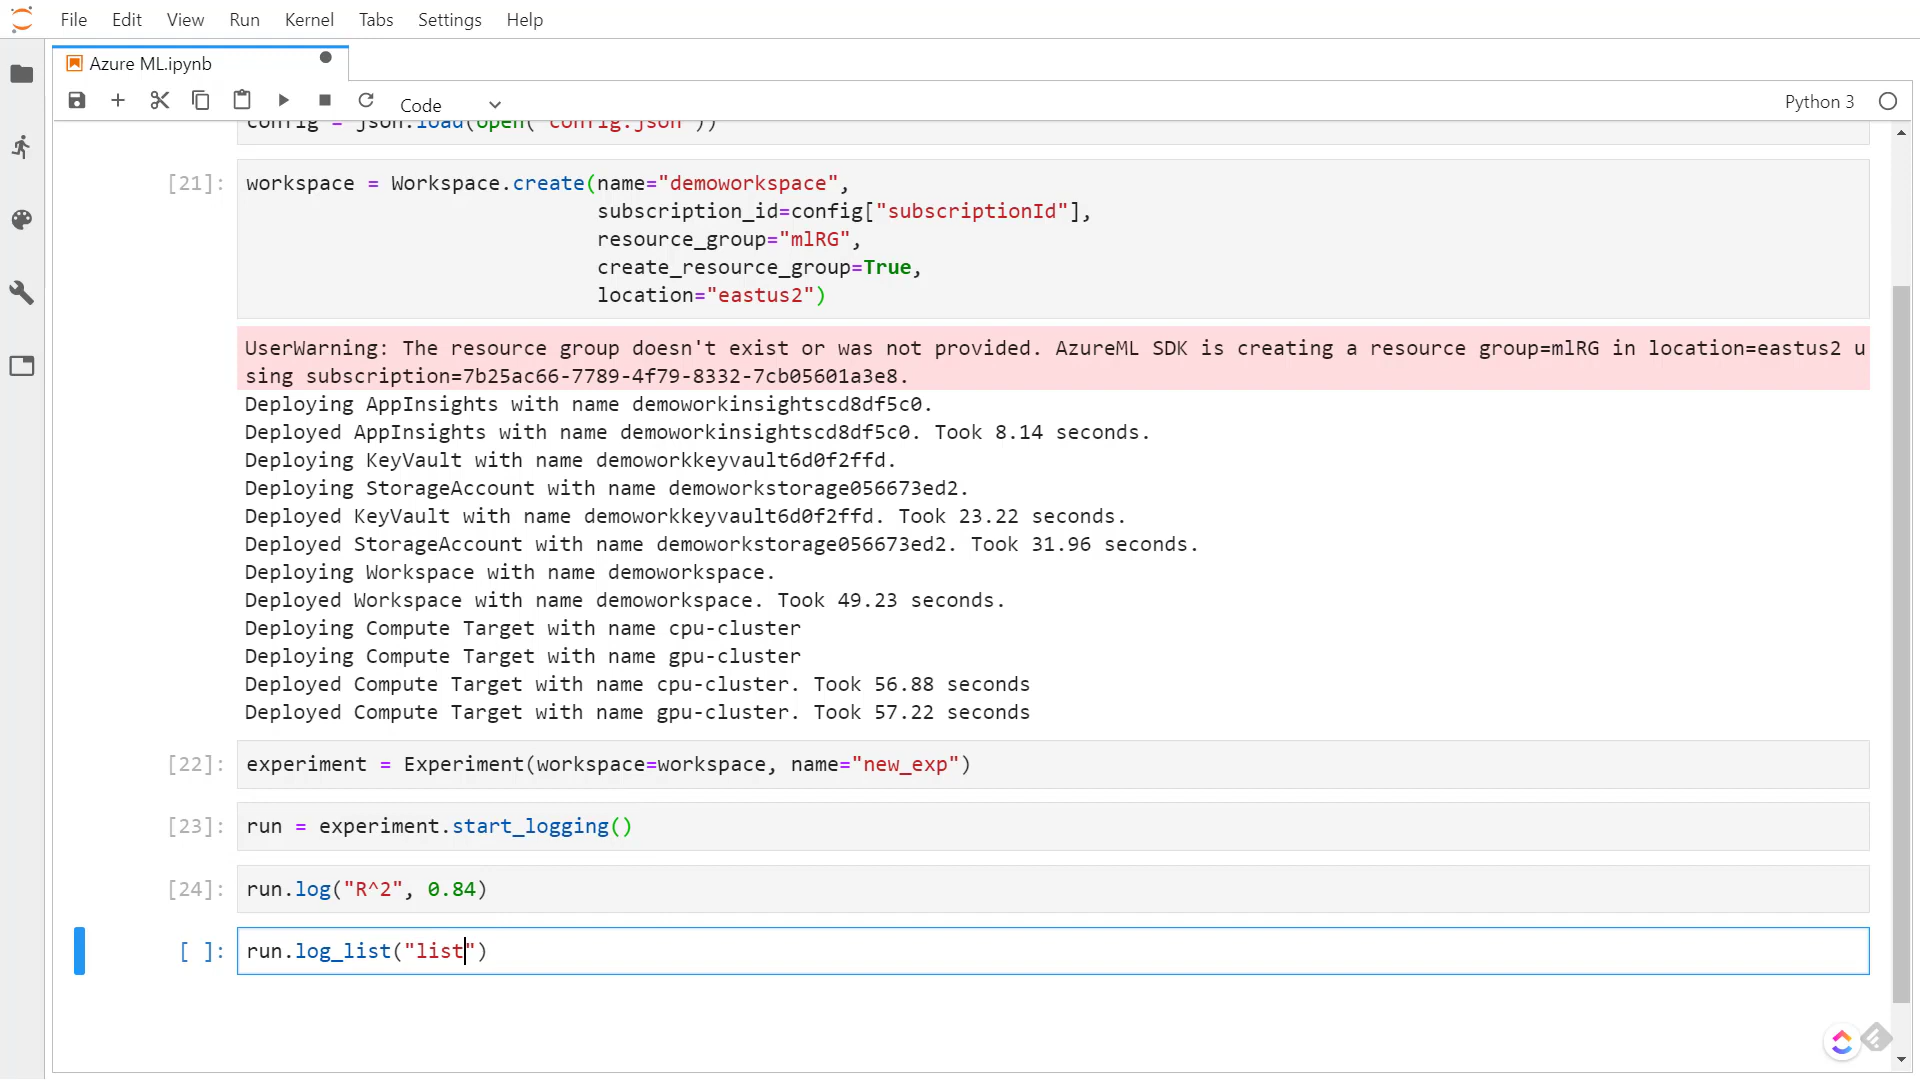 File Edit View Run Kernel Tabs Settings Help
Azure ML.ipynb
Code
Python 3
config = json.load(open("config.json"))
[21]: workspace = Workspace.create(name="demoworkspace",
subscription_id=config["subscriptionId"],
resource_group="mlRG",
create_resource_group=True,
location="eastus2")
UserWarning: The resource group doesn't exist or was not provided. AzureML SDK is creating a resource group=mlRG in location=eastus2 u
sing subscription=7b25ac66-7789-4f79-8332-7cb05601a3e8.
Deploying AppInsights with name demoworkinsightscd8df5c0.
Deployed AppInsights with name demoworkinsightscd8df5c0. Took 8.14 seconds.
Deploying KeyVault with name demoworkkeyvault6d0f2ffd.
Deploying StorageAccount with name demoworkstorage056673ed2.
Deployed KeyVault with name demoworkkeyvault6d0f2ffd. Took 23.22 seconds.
Deployed StorageAccount with name demoworkstorage056673ed2. Took 31.96 seconds.
Deploying Workspace with name demoworkspace.
Deployed Workspace with name demoworkspace. Took 49.23 seconds.
Deploying Compute Target with name cpu-cluster
Deploying Compute Target with name gpu-cluster
Deployed Compute Target with name cpu-cluster. Took 56.88 seconds
Deployed Compute Target with name gpu-cluster. Took 57.22 seconds
[22]: experiment = Experiment(workspace=workspace, name="new_exp")
[23]: run = experiment.start_logging()
[24]: run.log("R^2", 0.84)
[ ]: run.log_list("list")